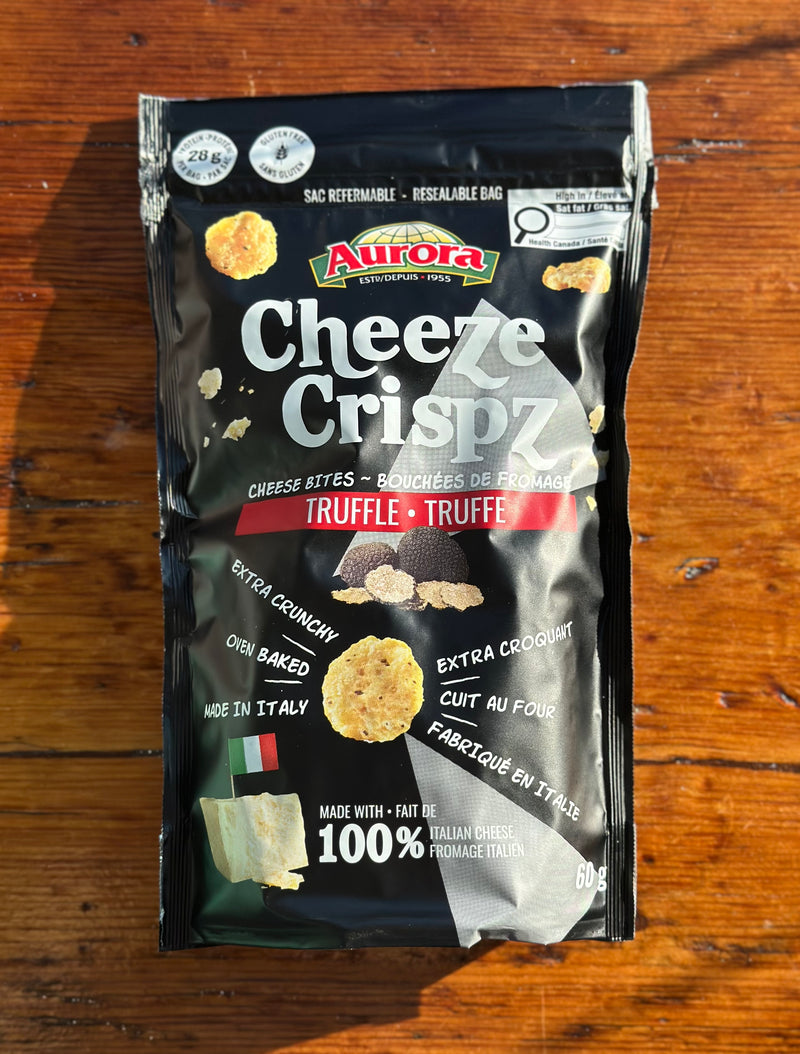 PROTEIN • PROTÉINES
28 g
PER BAG • PAR SAC
GLUTEN FREE
SANS GLUTEN
SAC REFERMABLE - RESEALABLE BAG
High in / Élevé
Sat fat / Gras sat
Health Canada / Santé
Aurora
ESTD/DEPUIS • 1955
Cheeze
Crispz
CHEESE BITES ~ BOUCHÉES DE FROMAGE
TRUFFLE • TRUFFE
EXTRA CRUNCHY
OVEN BAKED
MADE IN ITALY
EXTRA CROQUANT
CUIT AU FOUR
FABRIQUÉ EN ITALIE
MADE WITH • FAIT DE
100%
ITALIAN CHEESE
FROMAGE ITALIEN
60 g